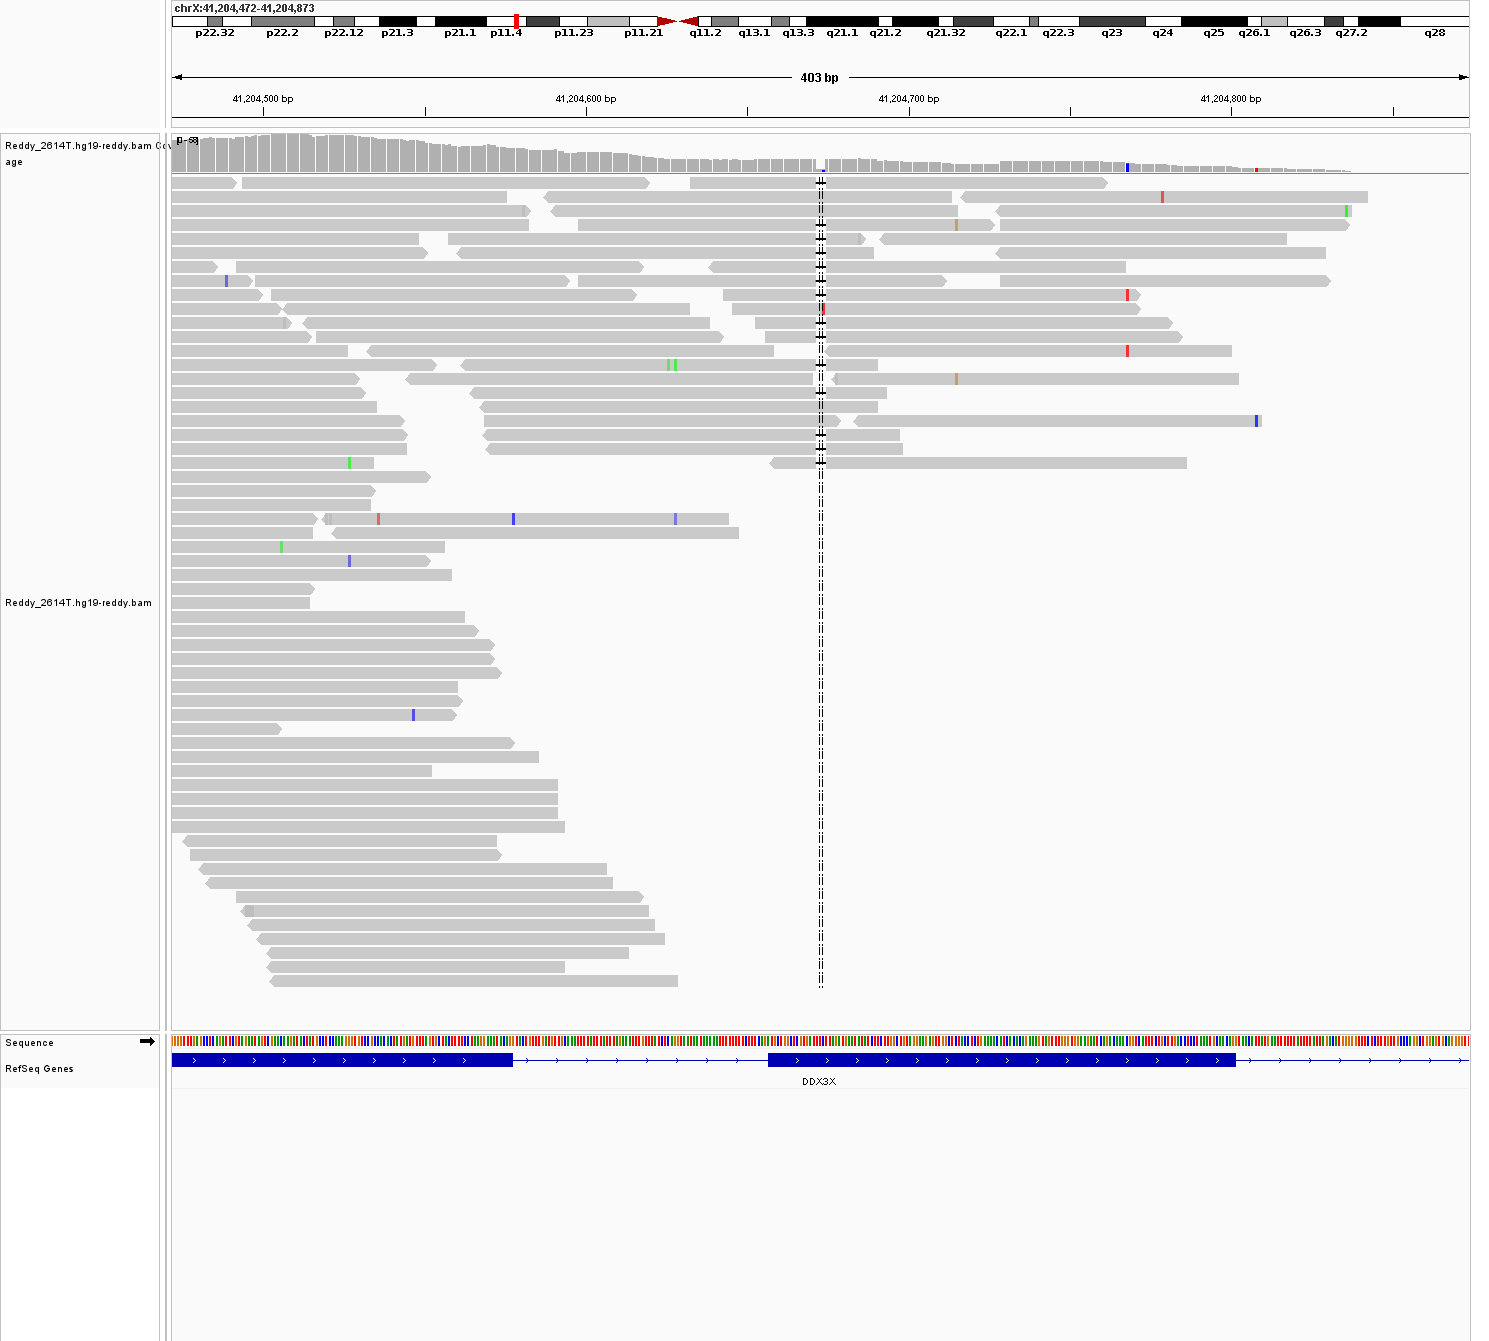 chrX:41,204,472-41,204,873
p22.32 p22.2 p22.12 p21.3 p21.1 p11.4 p11.23 p11.21 q11.2 q13.1 q13.3 q21.1 q21.2 q21.32 q22.1 q22.3 q23 q24 q25 q26.1 q26.3 q27.2 q28
403 bp
41,204,500 bp 41,204,600 bp 41,204,700 bp 41,204,800 bp
Reddy_2614T.hg19-reddy.bam Cov
age
Reddy_2614T.hg19-reddy.bam
Sequence
RefSeq Genes
DDX3X